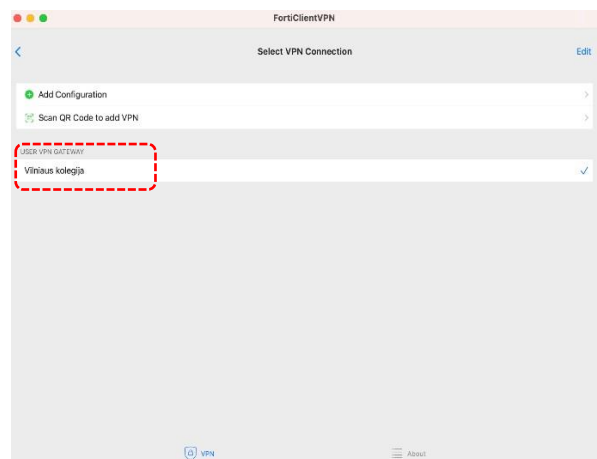 FortiClientVPN
Select VPN Connection
Edit
Add Configuration
Scan QR Code to add VPN
USER VPN GATEWAY
Vilniaus kolegija
VPN
About